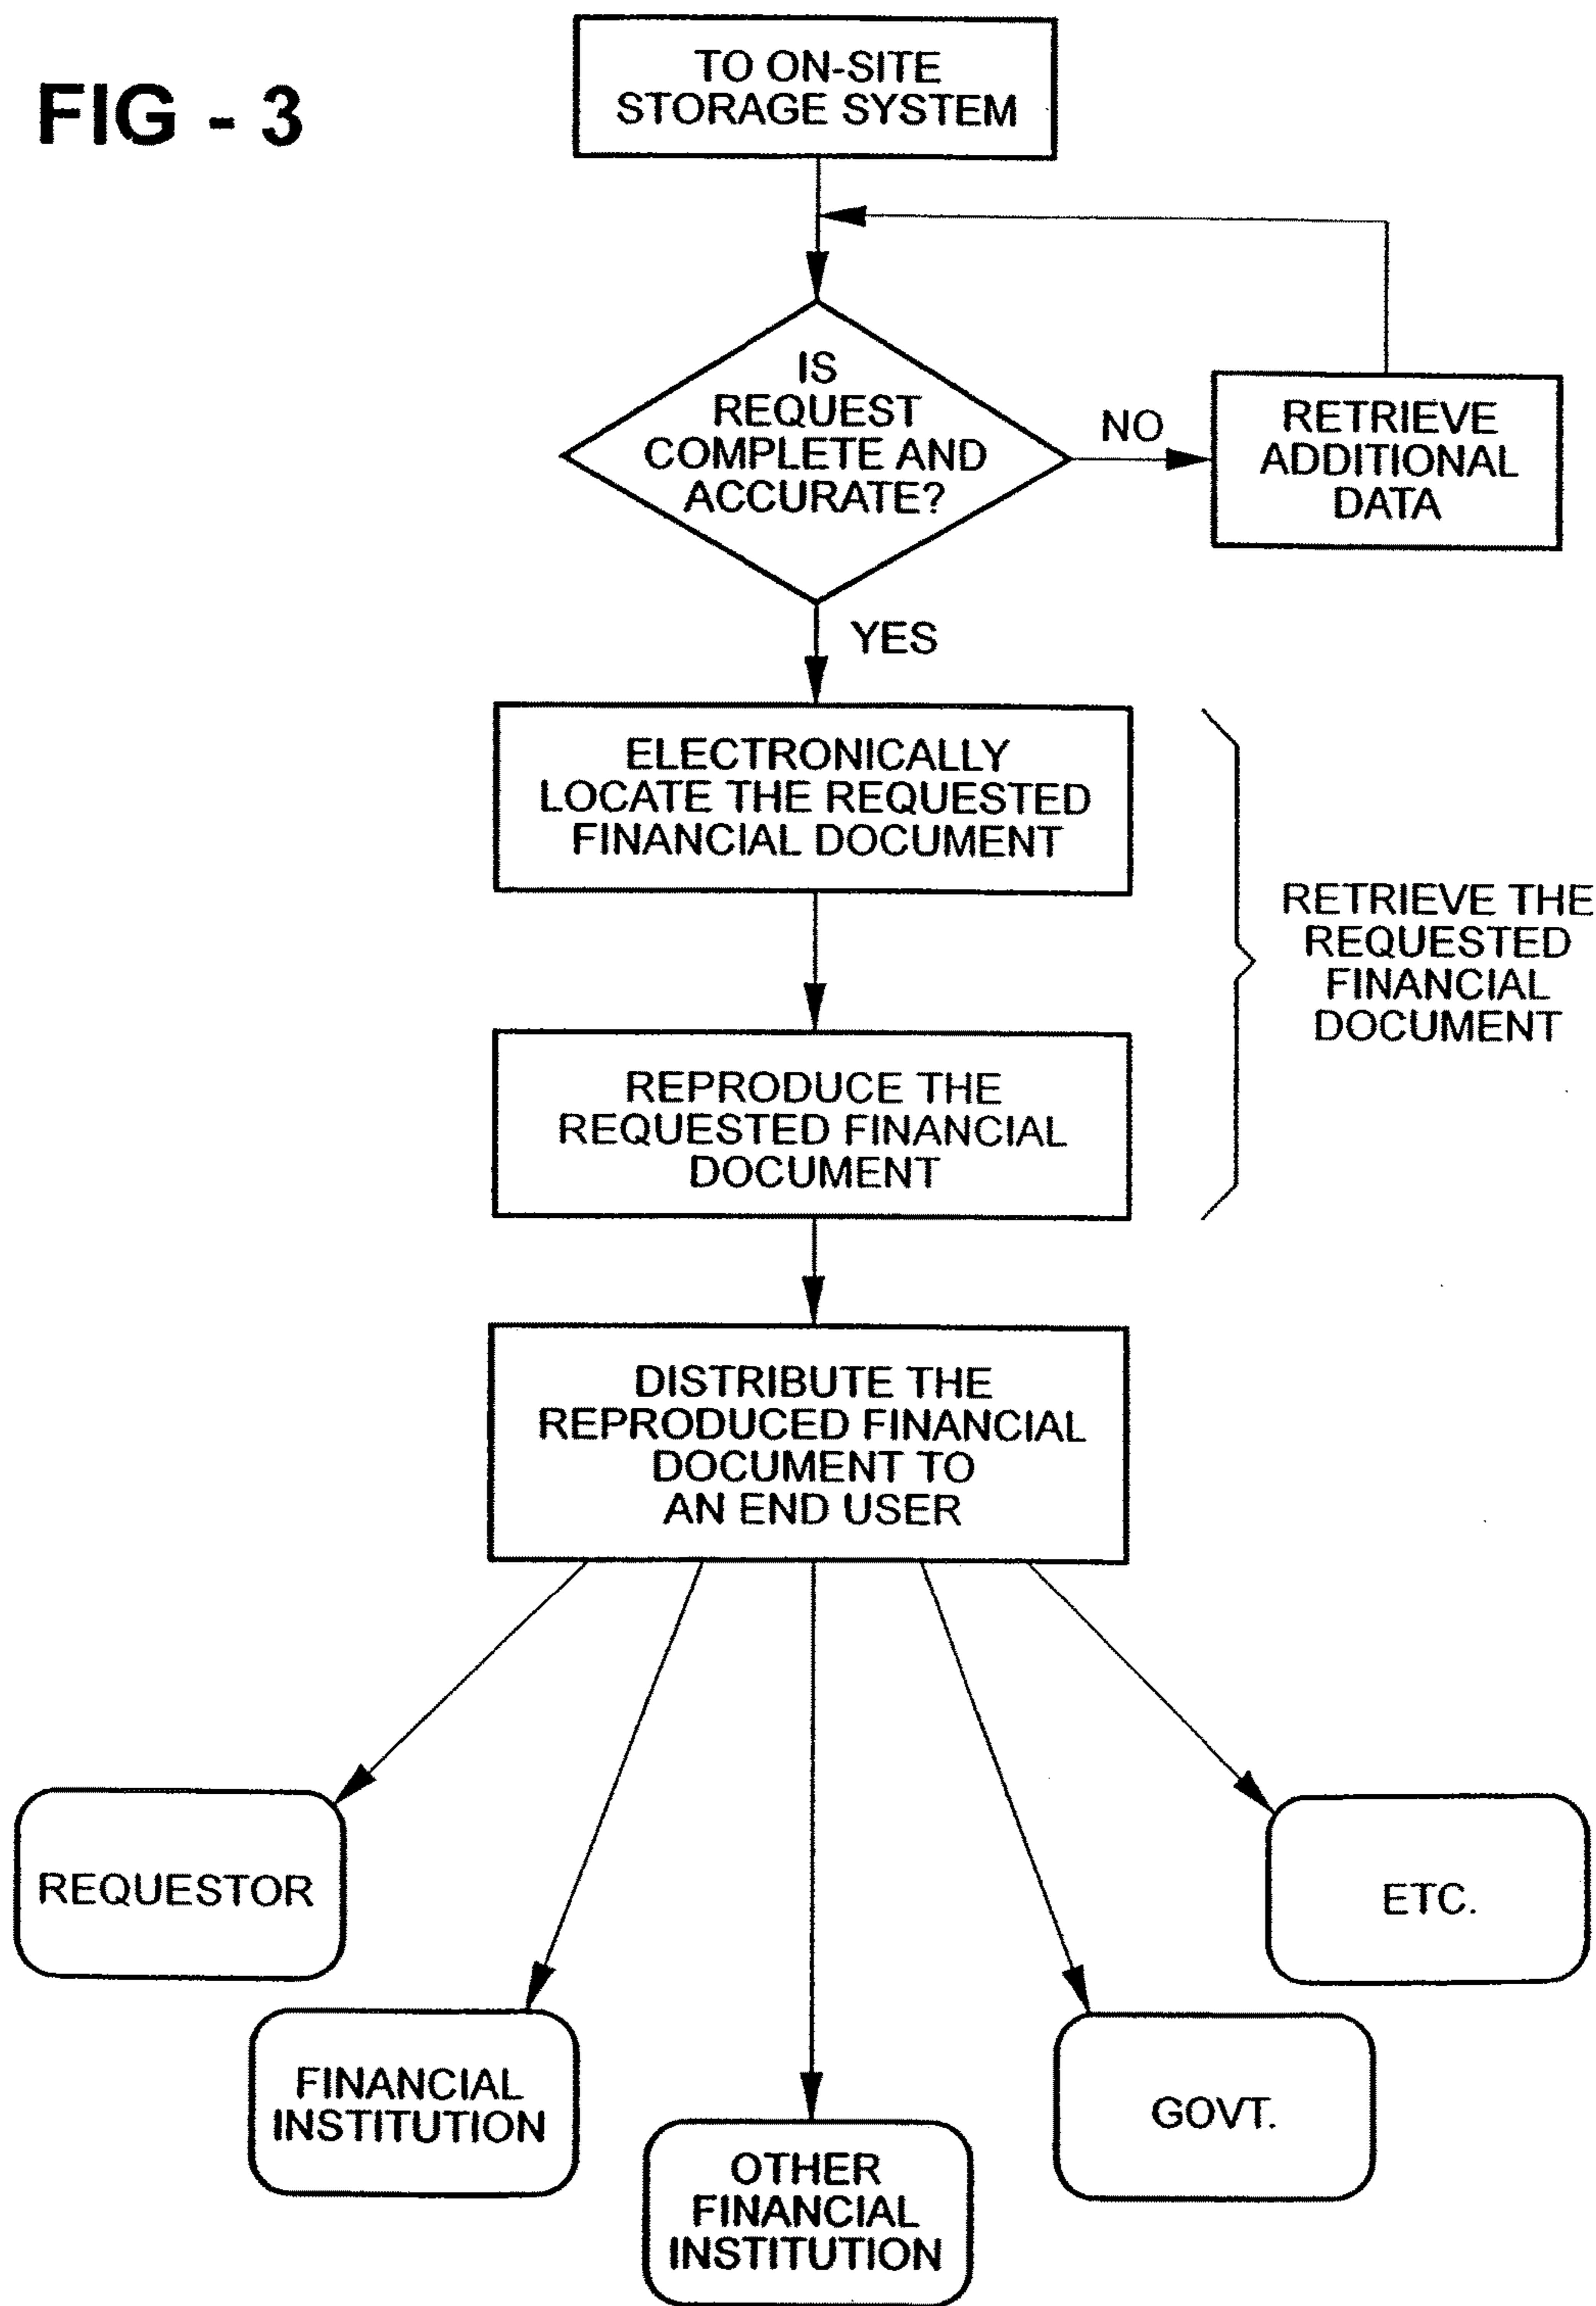 FIG - 3
TO ON-SITE
STORAGE SYSTEM
IS
REQUEST
COMPLETE AND
ACCURATE?
NO
RETRIEVE
ADDITIONAL
DATA
YES
ELECTRONICALLY
LOCATE THE REQUESTED
FINANCIAL DOCUMENT
REPRODUCE THE
REQUESTED FINANCIAL
DOCUMENT
RETRIEVE THE
REQUESTED
FINANCIAL
DOCUMENT
DISTRIBUTE THE
REPRODUCED FINANCIAL
DOCUMENT TO
AN END USER
REQUESTOR
FINANCIAL
INSTITUTION
OTHER
FINANCIAL
INSTITUTION
GOVT.
ETC.